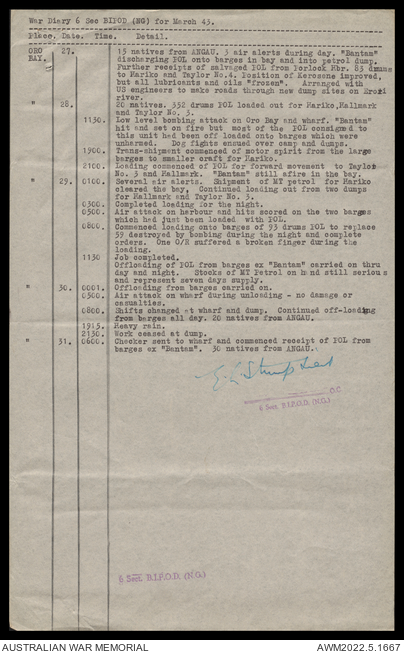 War Diary 6 Sec BIPOD (NG) for March 43.
Place. Date. Time. Detail.
ORO 27. 15 natives from ANGAU. 3 air alerts during day. "Bantam"
BAY. discharging POL onto barges in bay and into petrol dump.
Further receipts of salvaged POL from Porlock Hbr. 83 drums
to Hariko and Taylor No.4. Position of Kerosene improved,
but all lubricants and oils "frozen". Arranged with
US engineers to make roads through new dump sites on Erori
river.
" 28. 20 natives. 352 drums POL loaded out for Hariko, Hallmark
and Taylor No. 3.
1130. Low level bombing attack on Oro Bay and wharf. "Bantam"
hit and set on fire but most of the POL consigned to
this unit had been off loaded onto barges which were
unharmed. Dog fights ensued over camp and dumps.
1900. Trans-shipment commenced of motor spirit from the large
barges to smaller craft for Hariko.
2100. Loading commenced of POL for forward movement to Taylor
No. 3 and Hallmark. "Bantam" still afire in the bay.
" 29. 0100. Several air alerts. Shipment of MT petrol for Hariko
cleared the bay, Continued loading out from two dumps
for Hallmark and Taylor No. 3.
0300. Completed loading for the night.
0500. Air attack on harbour and hits scored on the two barges
which had just been loaded with POL.
0800. Commenced loading onto barges of 93 drums POL to replace
59 destroyed by bombing during the night and complete
orders. One O/R suffered a broken finger during the
loading.
1130 Job completed.
Offloading of POL from barges ex "Bantam" carried on thru
day and night. Stocks of MT Petrol on hand still serious
and represent seven days supply.
" 30. 0001. Offloading from barges carried on.
0500. Air attack on wharf during unloading - no damage or
casualties.
0800. Shifts changed at wharf and dump. Continued off-loading
from barges all day. 20 natives from ANGAU.
1915. Heavy rain.
2130. Work ceased at dump.
" 31. 0600. Checker sent to wharf and commenced receipt of POL from
barges ex "Bantam". 30 natives from ANGAU.
O.C
6 Sec. B.I.P.O.D. (N.G.)
6 Sec. B.I.P.O.D. (N.G.)
AUSTRALIAN WAR MEMORIAL AWM2022.5.1667